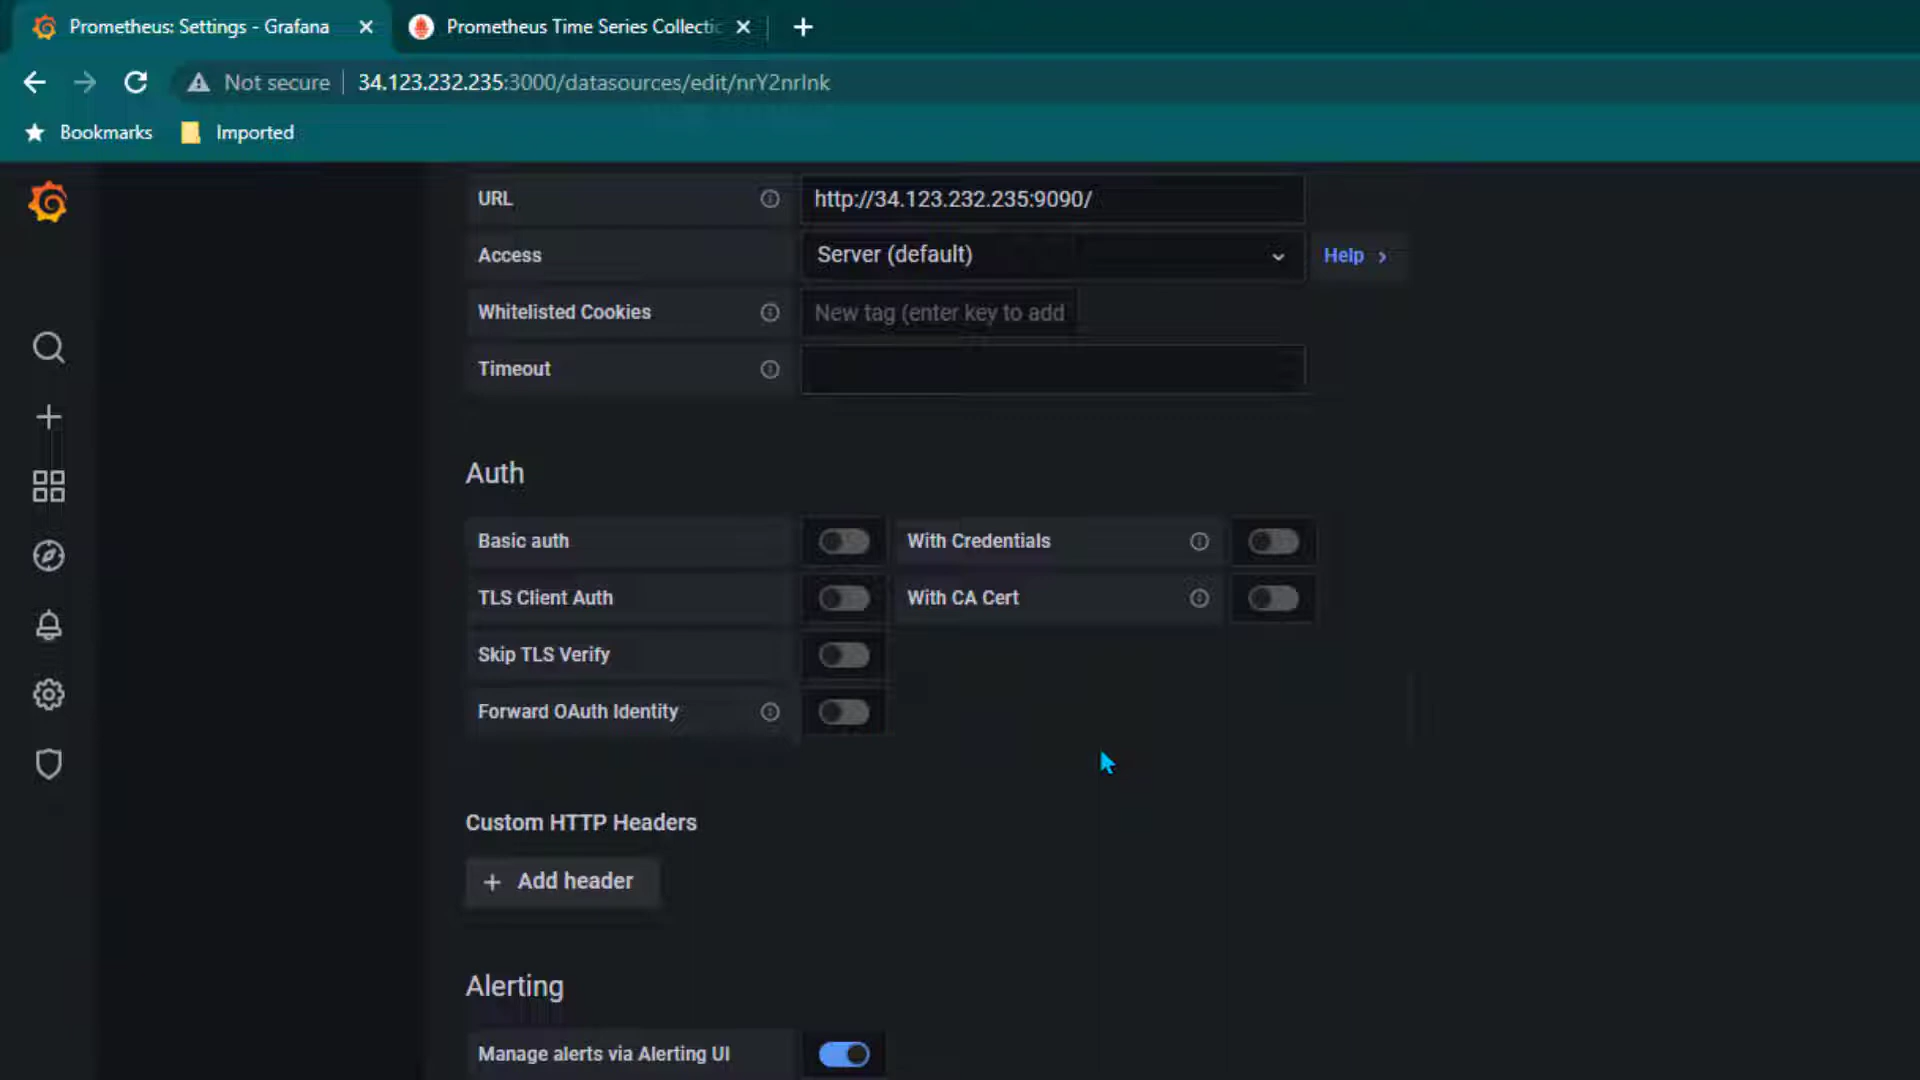 Prometheus: Settings - Grafana
Prometheus Time Series Collectic
Not secure 34.123.232.235:3000/datasources/edit/nrY2nrlnk
Bookmarks Imported
URL http://34.123.232.235:9090/
Access Server (default) Help
Whitelisted Cookies New tag (enter key to add
Timeout
Auth
Basic auth With Credentials
TLS Client Auth With CA Cert
Skip TLS Verify
Forward OAuth Identity
Custom HTTP Headers
+ Add header
Alerting
Manage alerts via Alerting UI